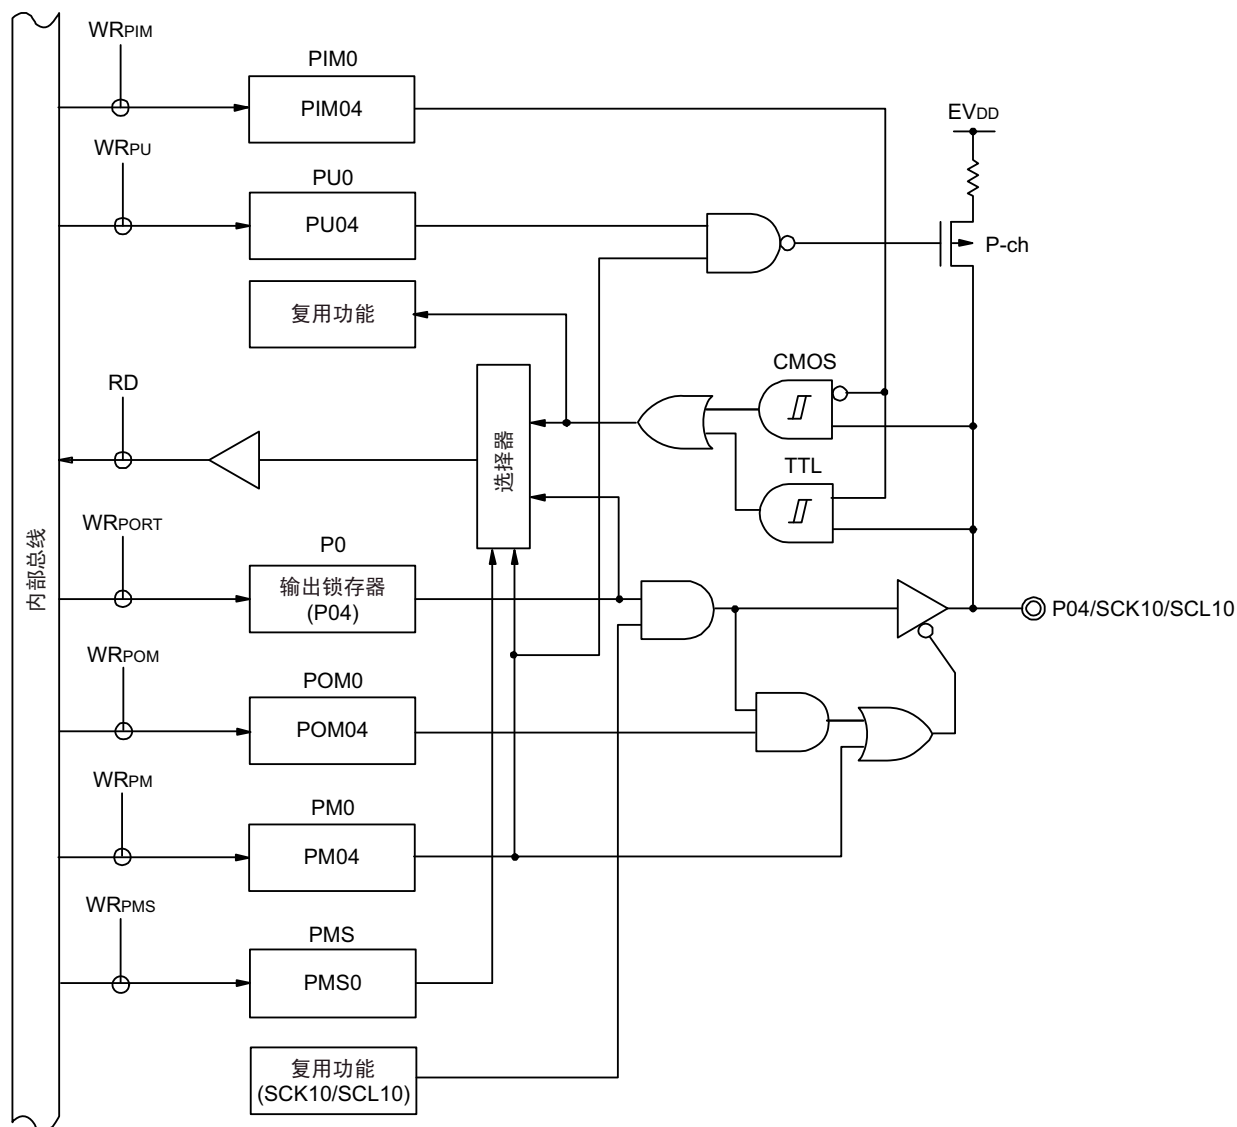 WRPIM
PIM0
PIM04
EVDD
WRPU
PU0
PU04
P-ch
复用功能
CMOS
RD
选择器
TTL
WRPORT
P0
内部总线
输出锁存器
(P04)
P04/SCK10/SCL10
WRPOM
POM0
POM04
WRPM
PM0
PM04
WRPMS
PMS
PMS0
复用功能
(SCK10/SCL10)